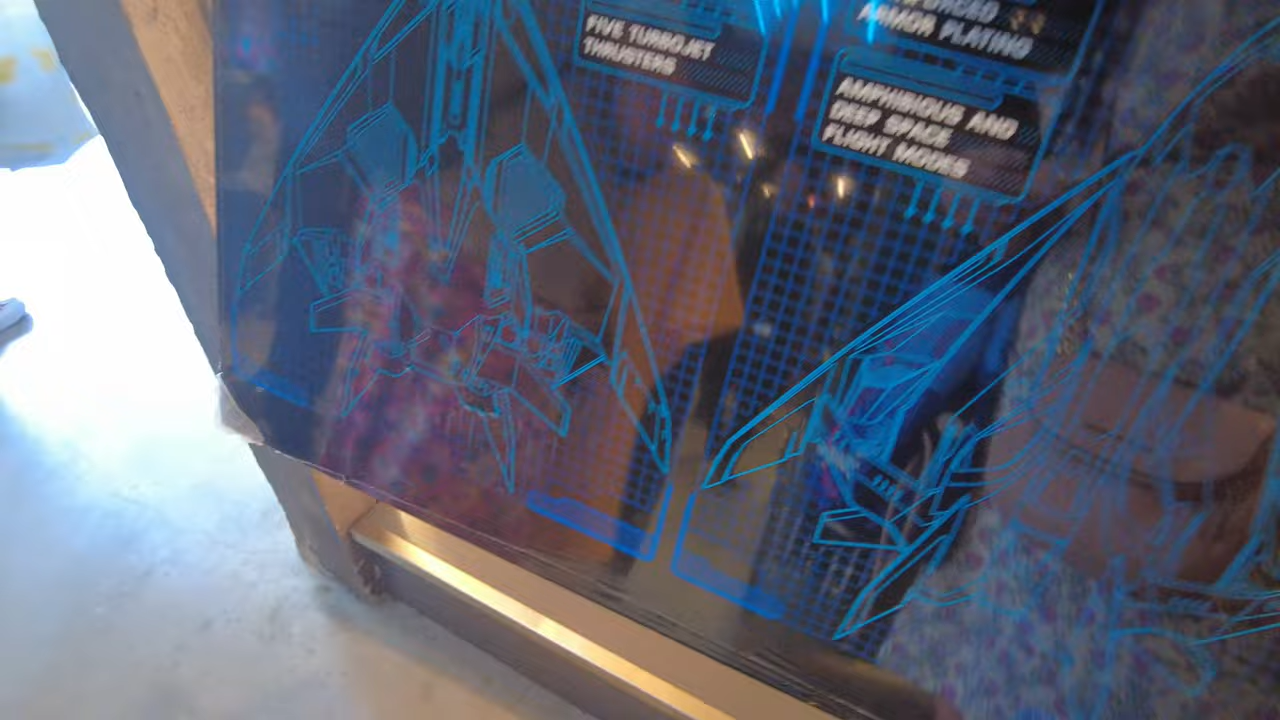 FIVE TURBOJET
THRUSTERS
ARMOR PLATING
AMPHIBIOUS AND
DEEP SPACE
FLIGHT MODES